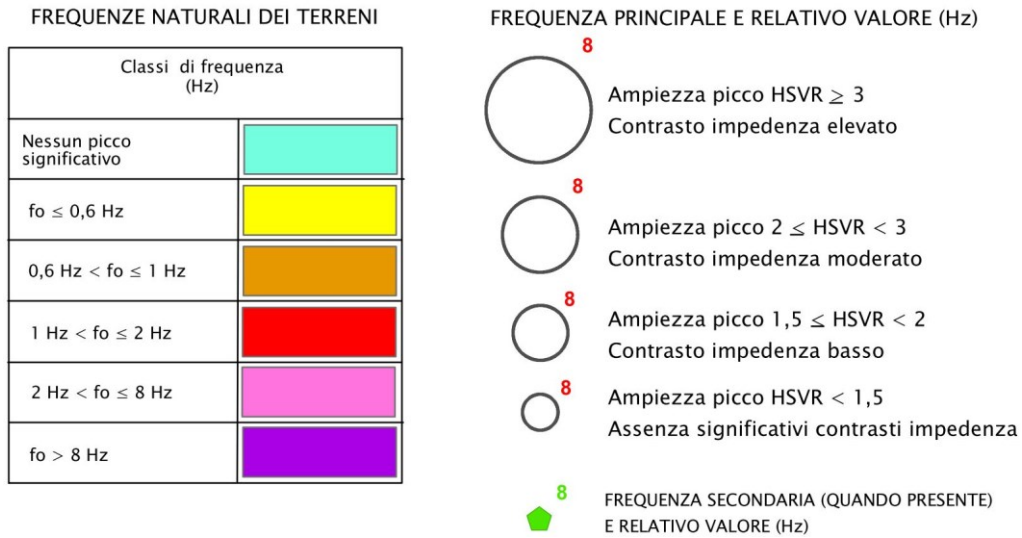 FREQUENZE NATURALI DEI TERRENI
Classi di frequenza
(Hz)
Nessun picco
significativo
fo ≤ 0,6 Hz
0,6 Hz < fo ≤ 1 Hz
1 Hz < fo ≤ 2 Hz
2 Hz < fo ≤ 8 Hz
fo > 8 Hz
FREQUENZA PRINCIPALE E RELATIVO VALORE (Hz)
8
Ampiezza picco HSVR ≥ 3
Contrasto impedenza elevato
8
Ampiezza picco 2 ≤ HSVR < 3
Contrasto impedenza moderato
8
Ampiezza picco 1,5 ≤ HSVR < 2
Contrasto impedenza basso
8
Ampiezza picco HSVR < 1,5
Assenza significativi contrasti impedenza
8
FREQUENZA SECONDARIA (QUANDO PRESENTE)
E RELATIVO VALORE (Hz)